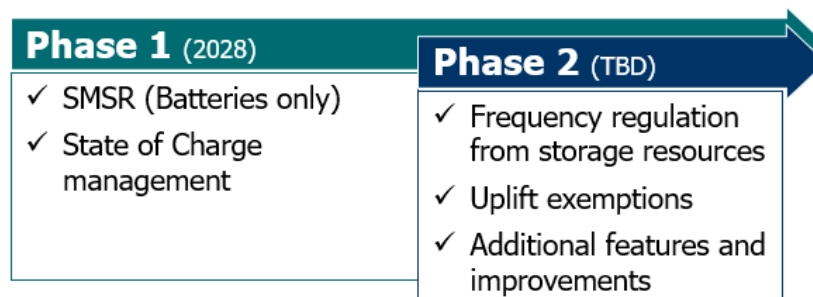 Phase 1 (2028)
✓ SMSR (Batteries only)
✓ State of Charge
management
Phase 2 (TBD)
✓ Frequency regulation
from storage resources
✓ Uplift exemptions
✓ Additional features and
improvements